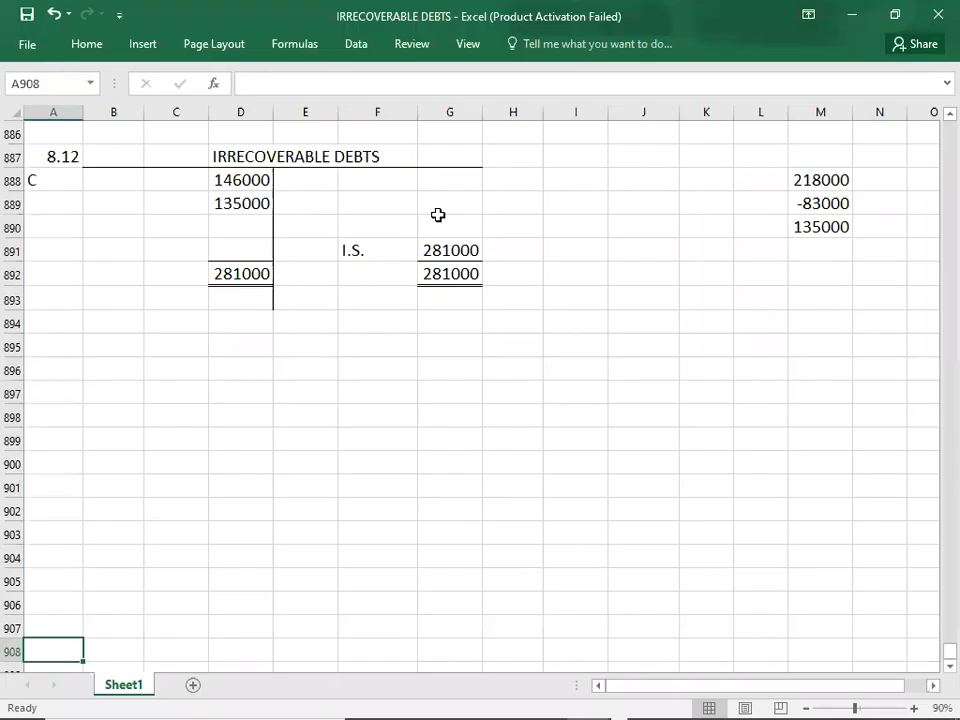 IRRECOVERABLE DEBTS - Excel (Product Activation Failed)
File Home Insert Page Layout Formulas Data Review View Tell me what you want to do... Share
A908 fx
A B C D E F G H I J K L M N O
886
887 8.12 IRRECOVERABLE DEBTS
888 C 146000 218000
889 135000 -83000
890 135000
891 I.S. 281000
892 281000 281000
893
894
895
896
897
898
899
900
901
902
903
904
905
906
907
908
Sheet1
Ready 90%